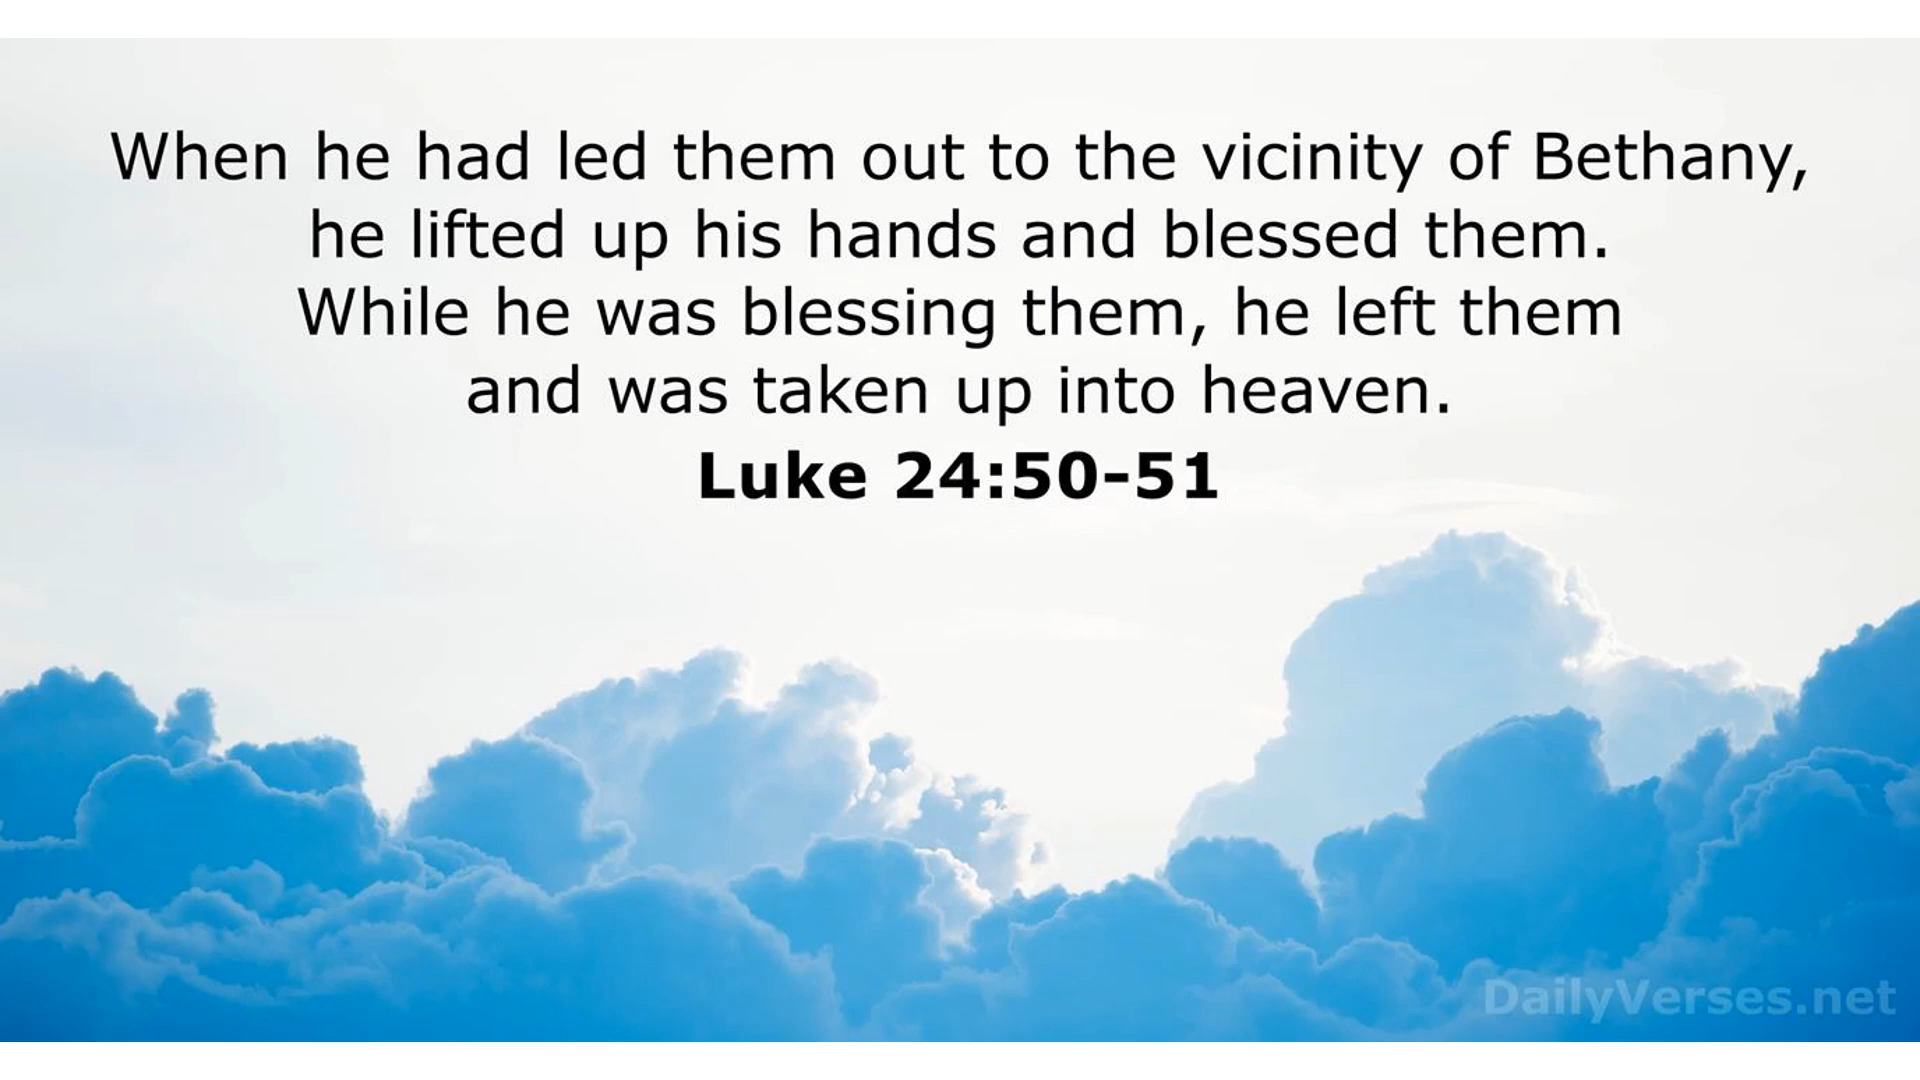 When he had led them out to the vicinity of Bethany,
he lifted up his hands and blessed them.
While he was blessing them, he left them
and was taken up into heaven.
Luke 24:50-51
DailyVerses.net